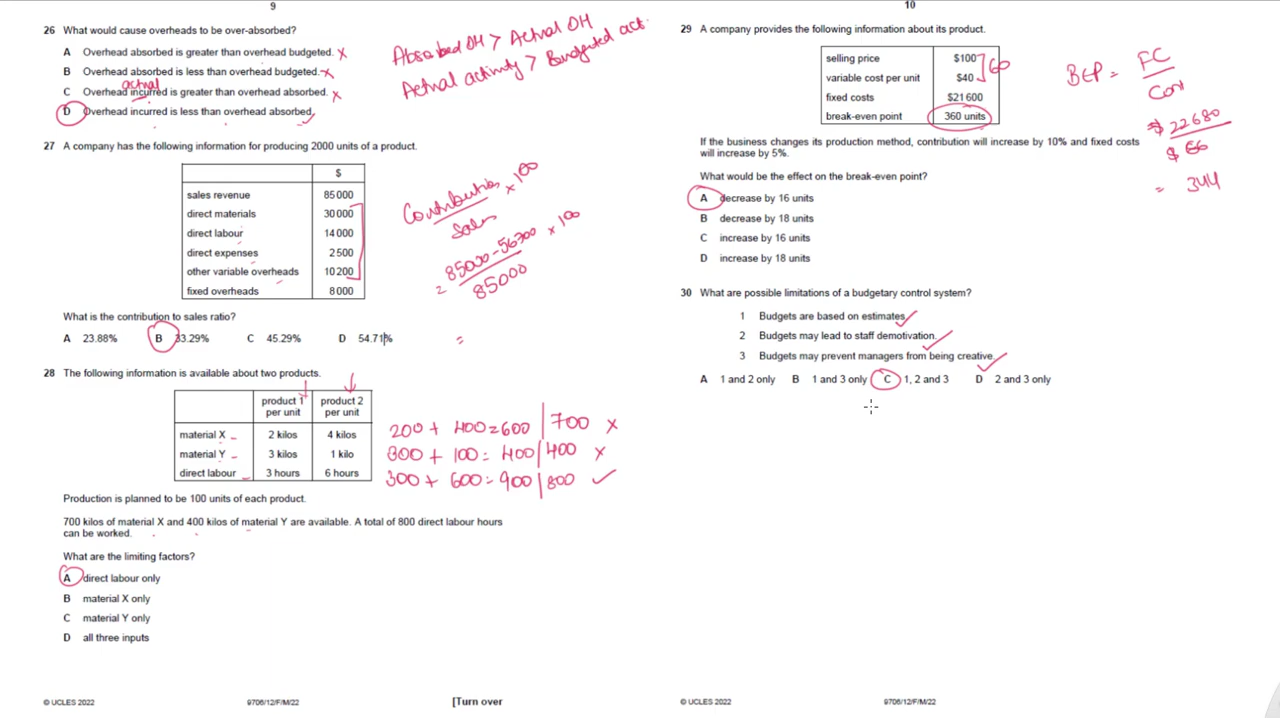 9
26 What would cause overheads to be over-absorbed?
A Overhead absorbed is greater than overhead budgeted. x
B Overhead absorbed is less than overhead budgeted. x
actual
C Overhead incurred is greater than overhead absorbed. x
D Overhead incurred is less than overhead absorbed. ✓
Absorbed OH > Actual OH
Actual activity > Budgeted act.
27 A company has the following information for producing 2000 units of a product.
$
sales revenue 85 000
direct materials 30 000
direct labour 14 000
direct expenses 2 500
other variable overheads 10 200
fixed overheads 8 000
Contribution x 100
Sales
= 85000 - 56700 x 100
85000
=
What is the contribution to sales ratio?
A 23.88% B 33.29% C 45.29% D 54.71%
28 The following information is available about two products.
product 1 per unit product 2 per unit
material X 2 kilos 4 kilos
material Y 3 kilos 1 kilo
direct labour 3 hours 6 hours
200 + 400 = 600 | 700 x
300 + 100 = 400 | 400 x
300 + 600 = 900 | 800 ✓
Production is planned to be 100 units of each product.
700 kilos of material X and 400 kilos of material Y are available. A total of 800 direct labour hours
can be worked.
What are the limiting factors?
A direct labour only
B material X only
C material Y only
D all three inputs
© UCLES 2022 9706/12/F/M/22 [Turn over
10
29 A company provides the following information about its product.
selling price $100
variable cost per unit $40
60
fixed costs $21 600
break-even point 360 units
BEP = FC
Cont
$ 22680
$ 66
= 344
If the business changes its production method, contribution will increase by 10% and fixed costs
will increase by 5%.
What would be the effect on the break-even point?
A decrease by 16 units
B decrease by 18 units
C increase by 16 units
D increase by 18 units
30 What are possible limitations of a budgetary control system?
1 Budgets are based on estimates. ✓
2 Budgets may lead to staff demotivation. ✓
3 Budgets may prevent managers from being creative. ✓
A 1 and 2 only B 1 and 3 only C 1, 2 and 3 D 2 and 3 only
© UCLES 2022 9706/12/F/M/22